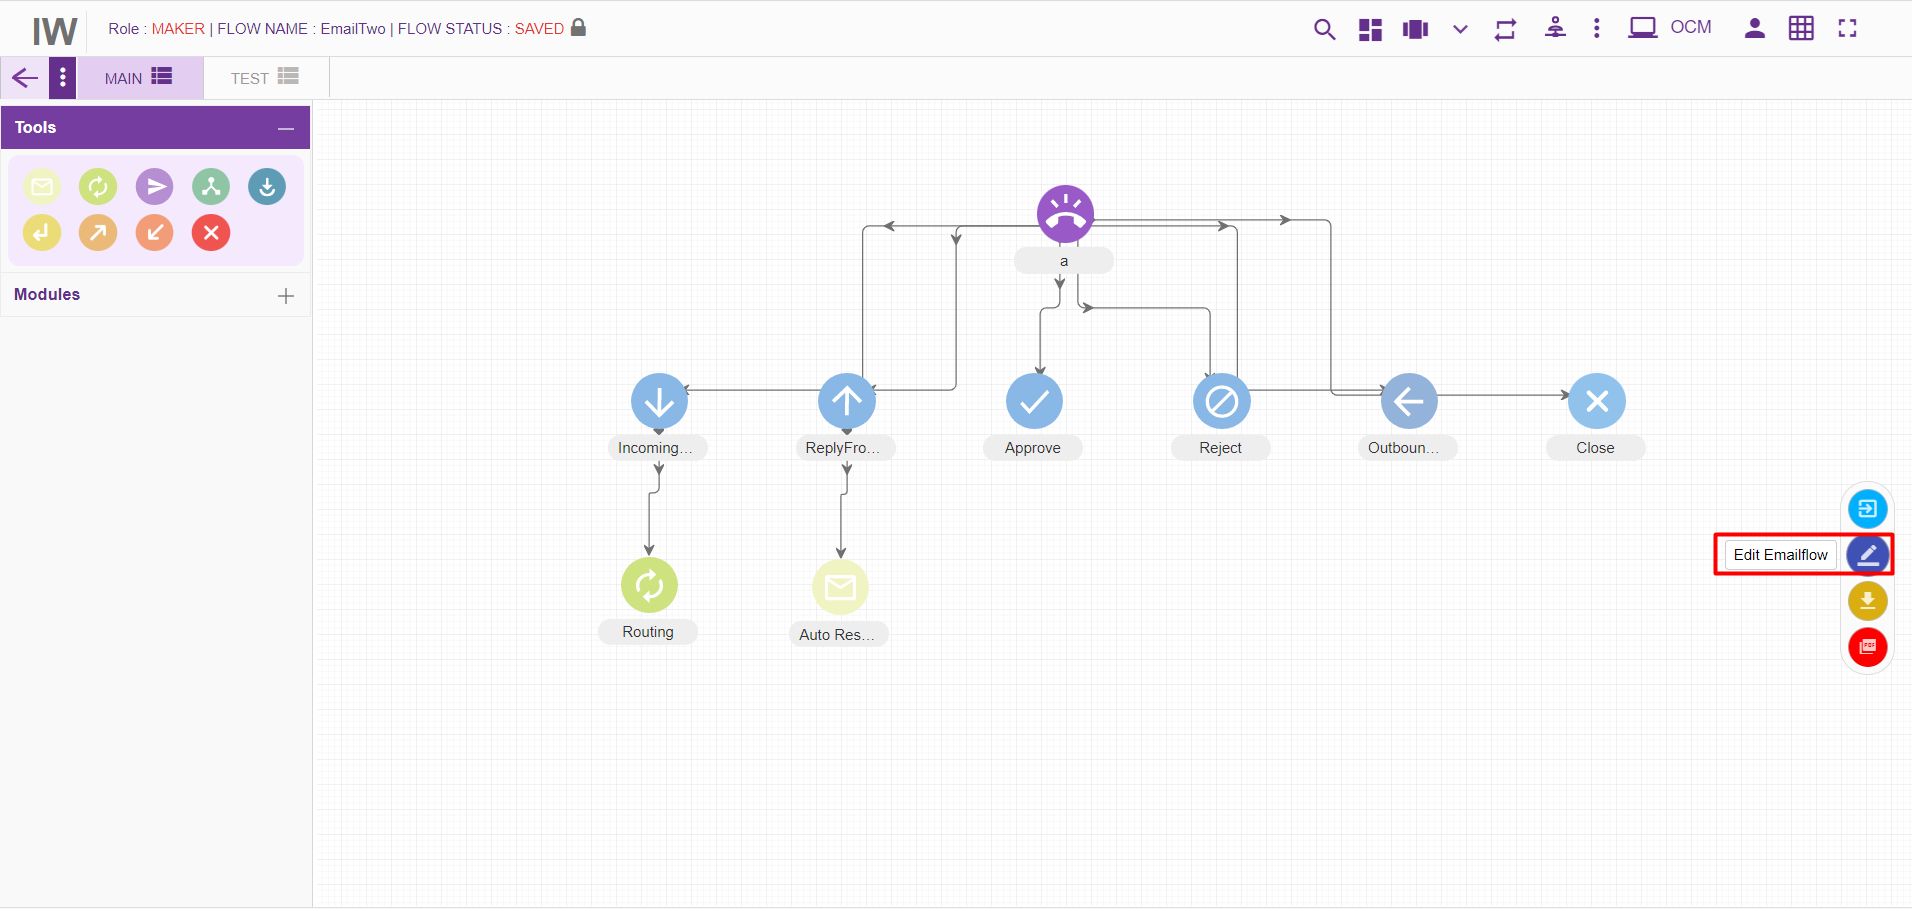 IW
Role : MAKER | FLOW NAME : EmailTwo | FLOW STATUS : SAVED
OCM
MAIN
TEST
Tools
Modules
a
Incoming...
ReplyFro...
Approve
Reject
Outboun...
Close
Edit Emailflow
PDF
Routing
Auto Res...